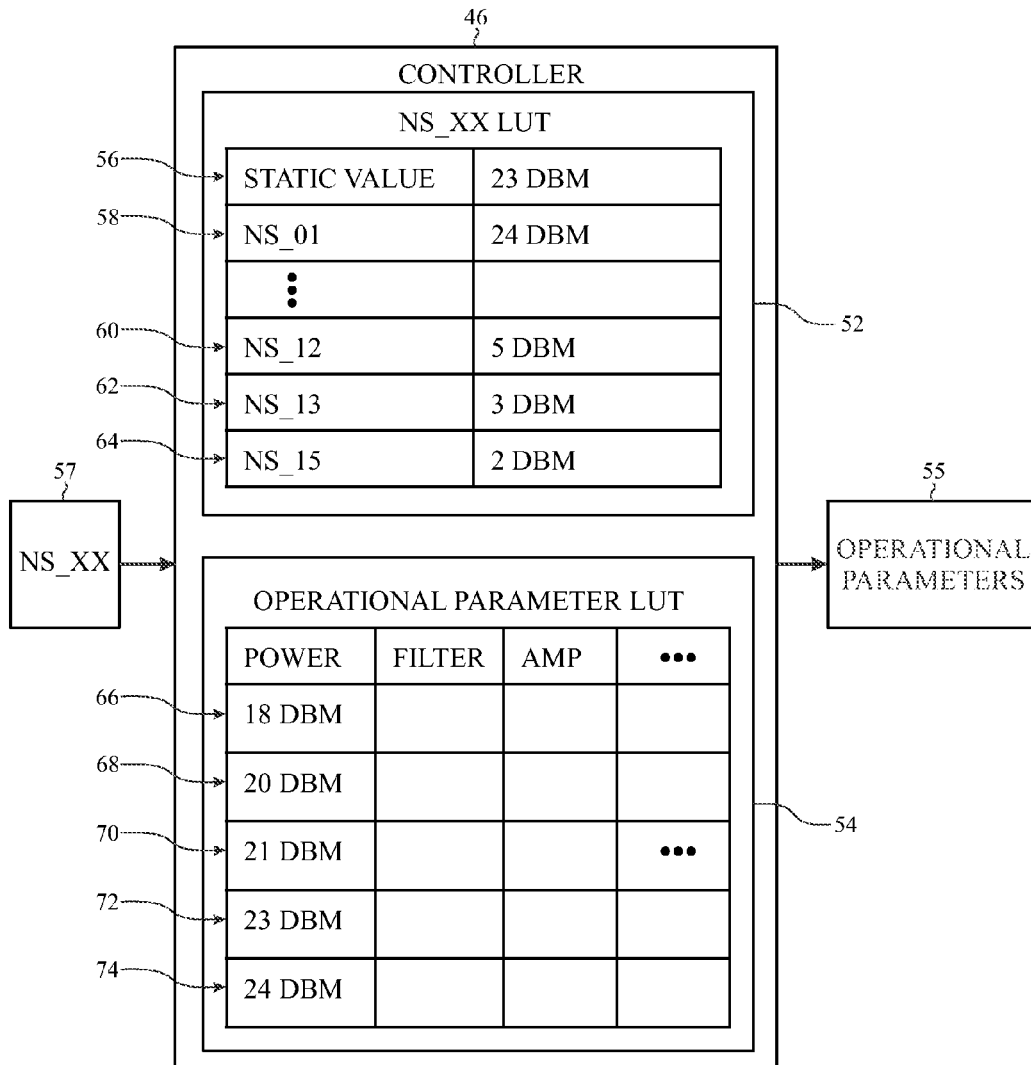 46
CONTROLLER
NS_XX LUT
56 STATIC VALUE 23 DBM
58 NS_01 24 DBM
52
60 NS_12 5 DBM
62 NS_13 3 DBM
64 NS_15 2 DBM
57
NS_XX
55
OPERATIONAL
PARAMETERS
OPERATIONAL PARAMETER LUT
POWER FILTER AMP •••
66 18 DBM
68 20 DBM
54
70 21 DBM •••
72 23 DBM
74 24 DBM